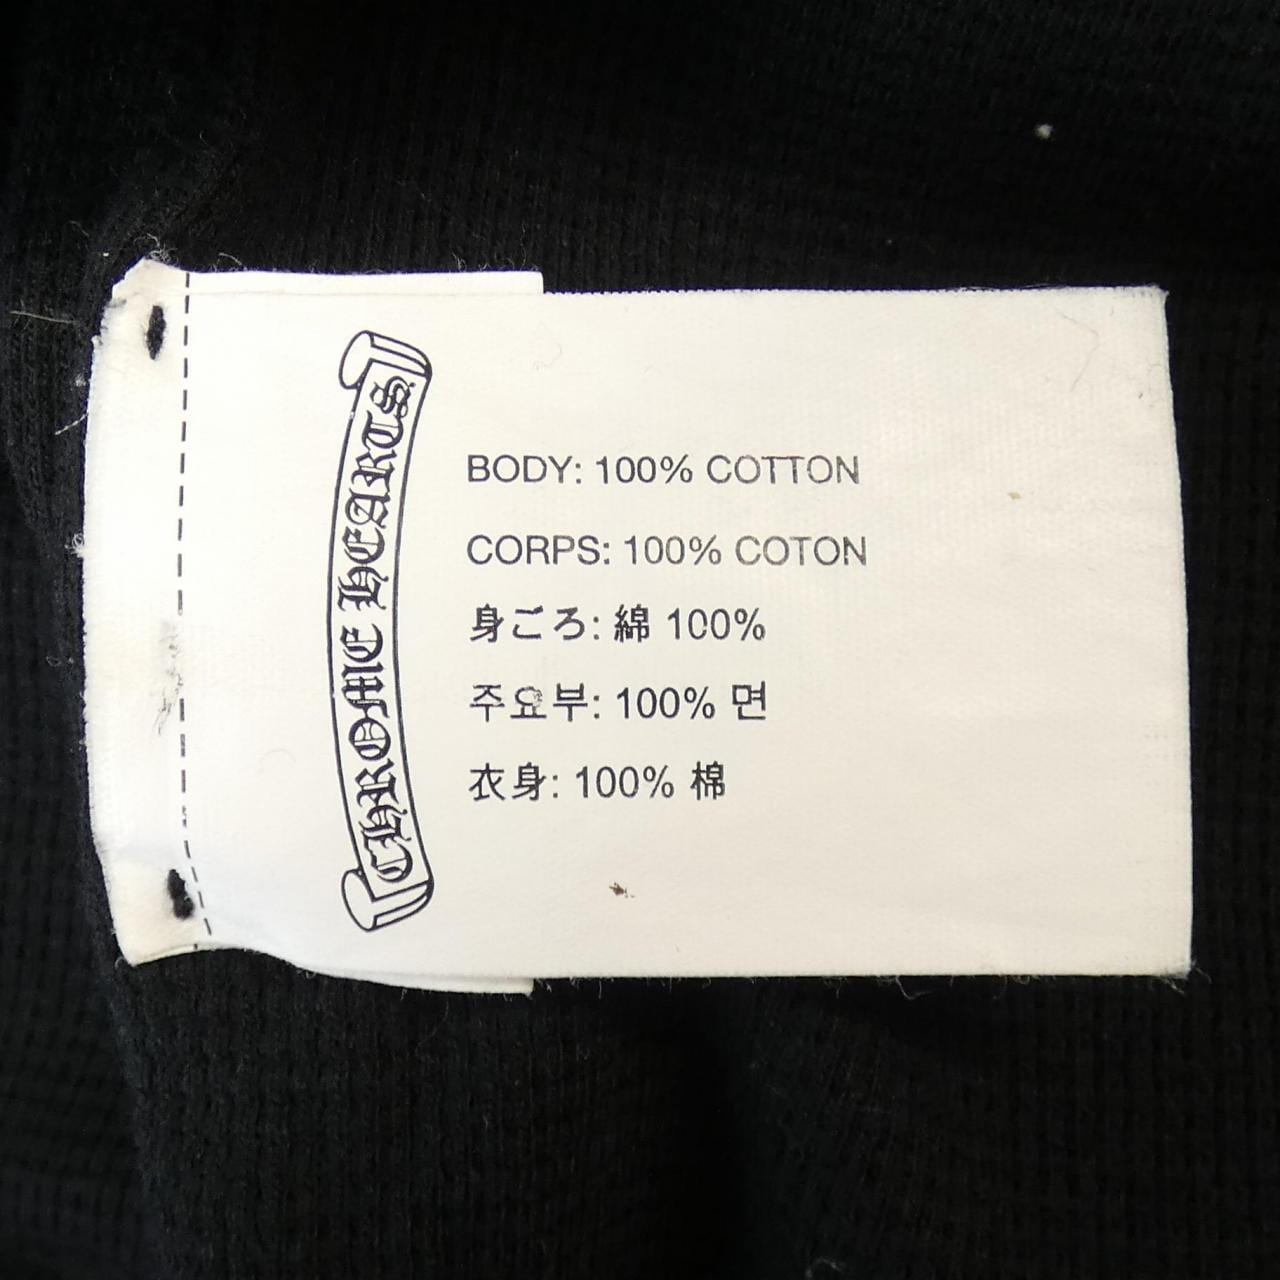 CHROME HEARTS
BODY: 100% COTTON
CORPS: 100% COTON
身ごろ: 綿 100%
주요부: 100% 면
衣身: 100% 棉